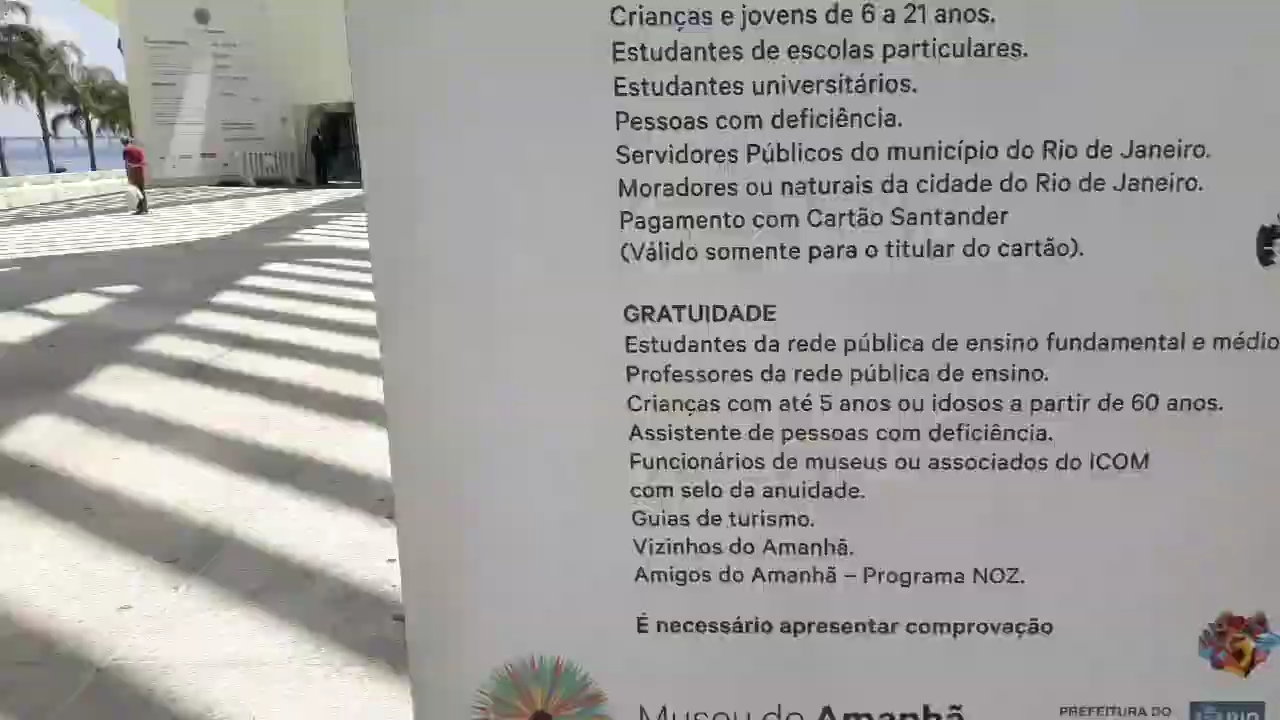 Crianças e jovens de 6 a 21 anos.
Estudantes de escolas particulares.
Estudantes universitários.
Pessoas com deficiência.
Servidores Públicos do município do Rio de Janeiro.
Moradores ou naturais da cidade do Rio de Janeiro.
Pagamento com Cartão Santander
(Válido somente para o titular do cartão).
GRATUIDADE
Estudantes da rede pública de ensino fundamental e médio
Professores da rede pública de ensino.
Crianças com até 5 anos ou idosos a partir de 60 anos.
Assistente de pessoas com deficiência.
Funcionários de museus ou associados do ICOM
com selo da anuidade.
Guias de turismo.
Vizinhos do Amanhã.
Amigos do Amanhã – Programa NOZ.
É necessário apresentar comprovação
Museu do Amanhã
PREFEITURA DO
RIO